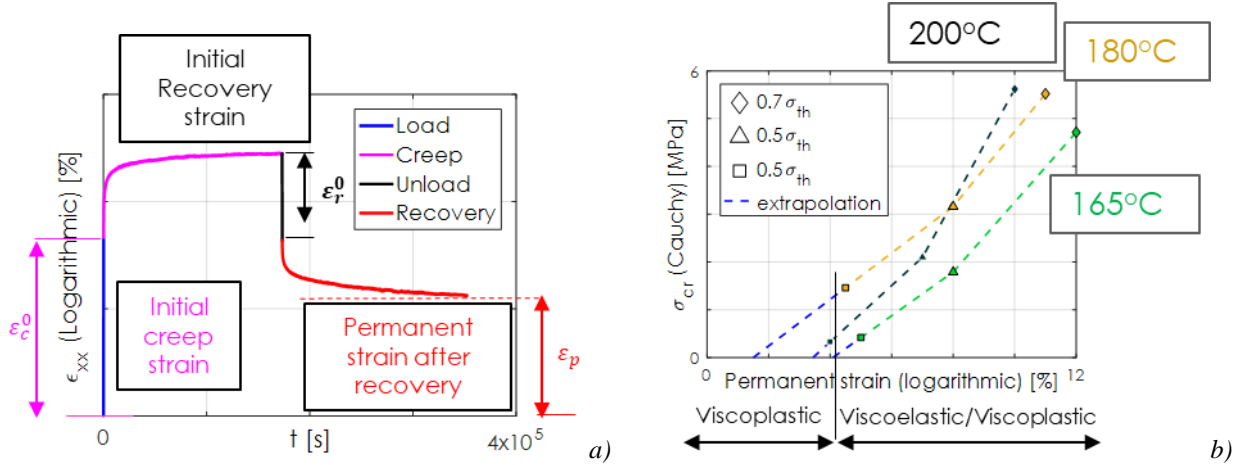 Initial
Recovery
strain
Load
Creep
Unload
Recovery
ε_r^0
ε_c^0
Initial
creep
strain
Permanent
strain after
recovery
ε_p
ϵ_xx (Logarithmic) [%]
0
t [s]
4x10^5
a)
200°C
180°C
165°C
6
0.7σ_th
0.5σ_th
0.5σ_th
extrapolation
σ_cr (Cauchy) [MPa]
0
0
Permanent strain (logarithmic) [%]
12
Viscoplastic
Viscoelastic/Viscoplastic
b)